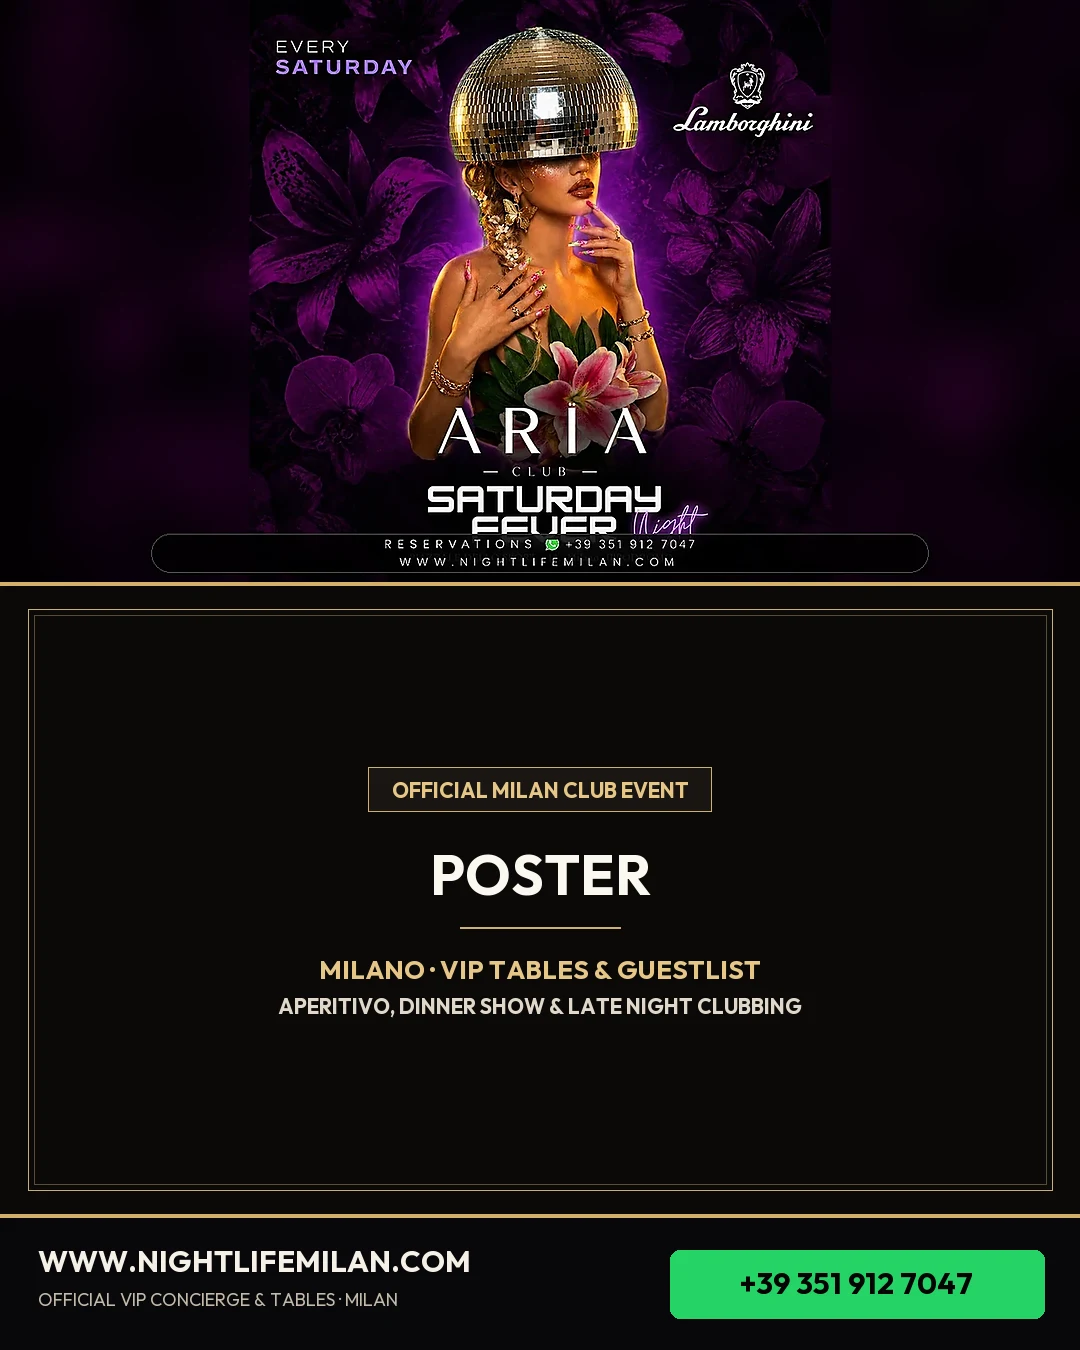 EVERY
SATURDAY
Lamborghini
ARÏA
— CLUB —
SATURDAY
FEVER Night
RESERVATIONS +39 351 912 7047
WWW.NIGHTLIFEMILAN.COM
OFFICIAL MILAN CLUB EVENT
POSTER
MILANO · VIP TABLES & GUESTLIST
APERITIVO, DINNER SHOW & LATE NIGHT CLUBBING
WWW.NIGHTLIFEMILAN.COM
OFFICIAL VIP CONCIERGE & TABLES · MILAN
+39 351 912 7047